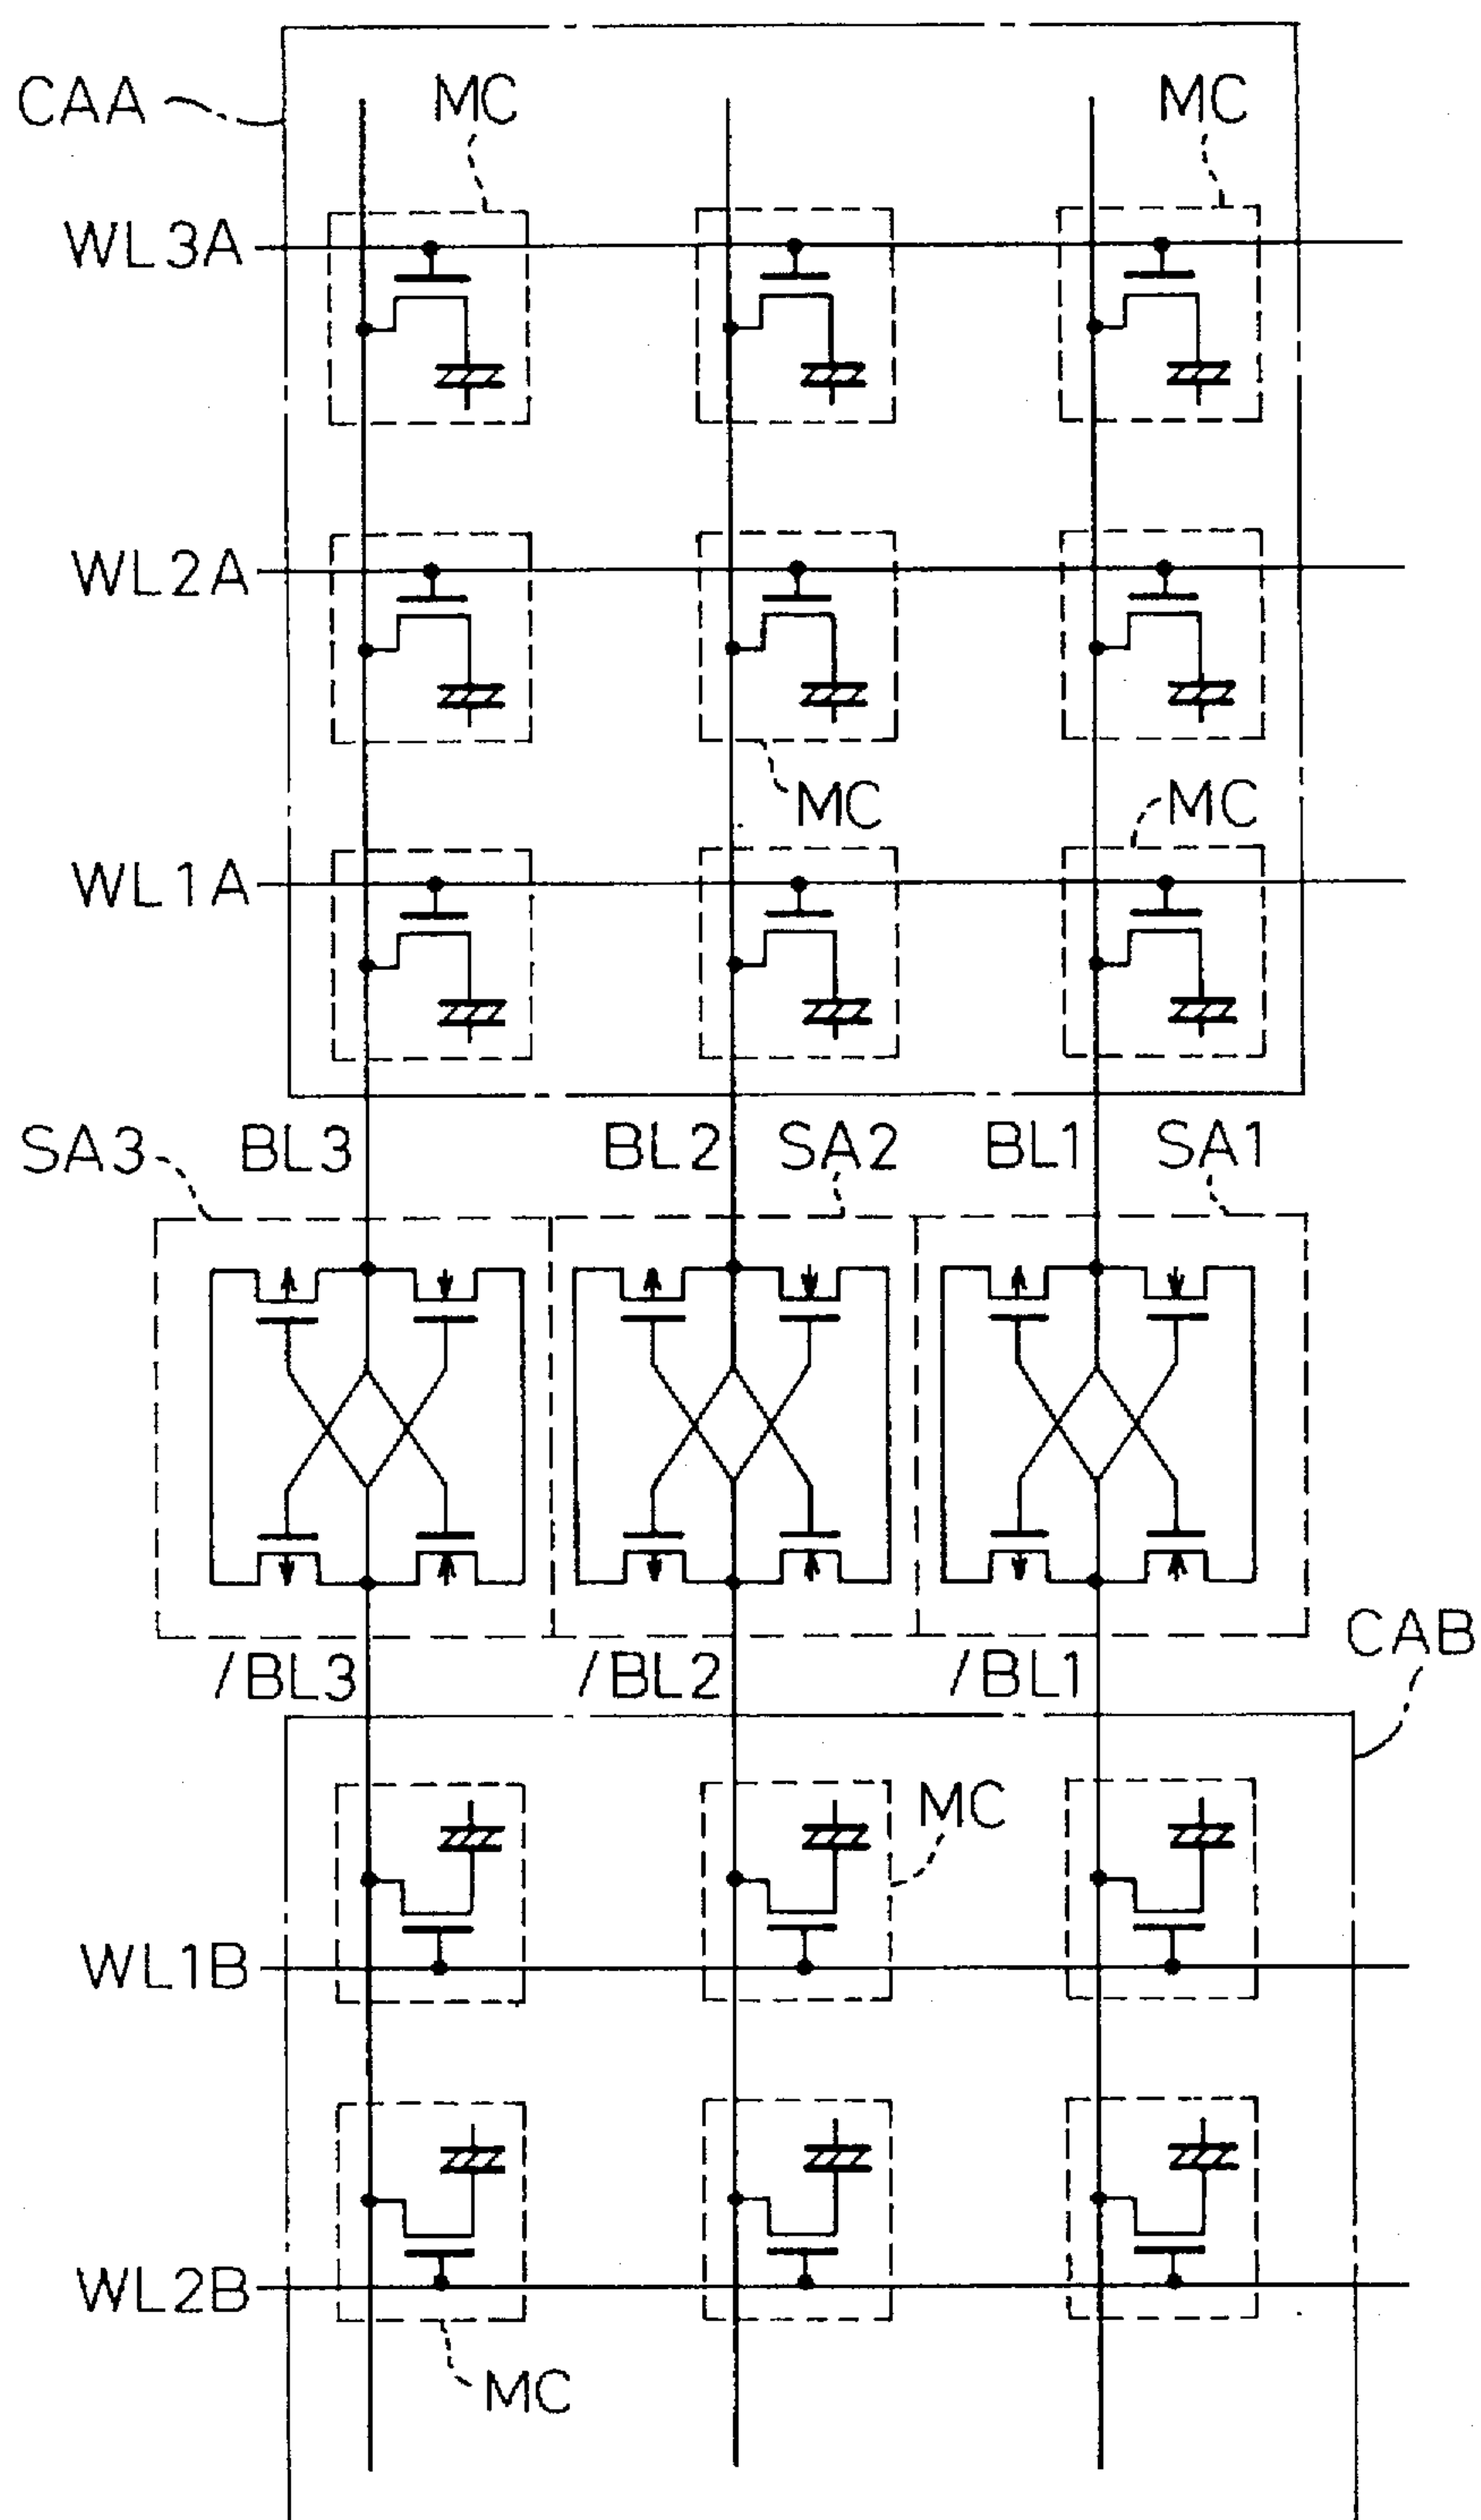 CAA
MC
MC
WL3A
WL2A
MC
MC
WL1A
SA3
BL3
BL2
SA2
BL1
SA1
CAB
/BL3
/BL2
/BL1
MC
WL1B
WL2B
MC